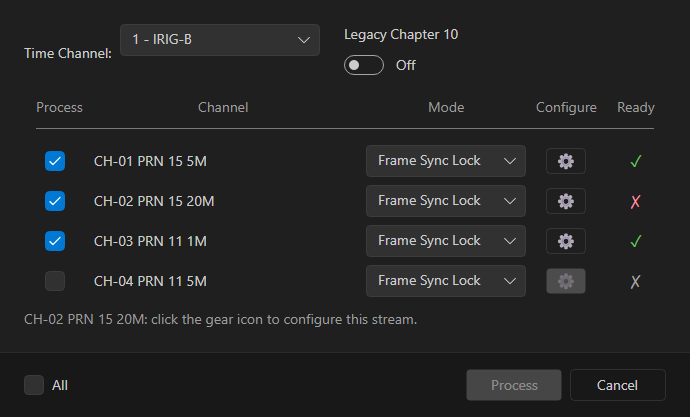 Time Channel: 1 - IRIG-B
Legacy Chapter 10
Off
Process Channel Mode Configure Ready
CH-01 PRN 15 5M Frame Sync Lock ✓
CH-02 PRN 15 20M Frame Sync Lock ✗
CH-03 PRN 11 1M Frame Sync Lock ✓
CH-04 PRN 11 5M Frame Sync Lock ✗
CH-02 PRN 15 20M: click the gear icon to configure this stream.
All Process Cancel